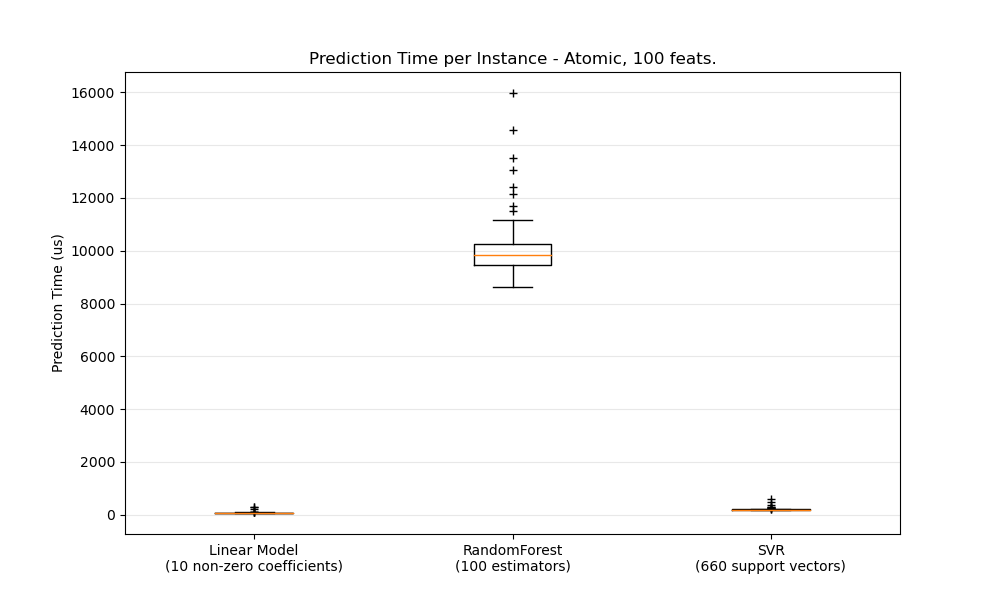 Prediction Time per Instance - Atomic, 100 feats.
Prediction Time (us)
16000
14000
12000
10000
8000
6000
4000
2000
0
Linear Model
(10 non-zero coefficients)
RandomForest
(100 estimators)
SVR
(660 support vectors)